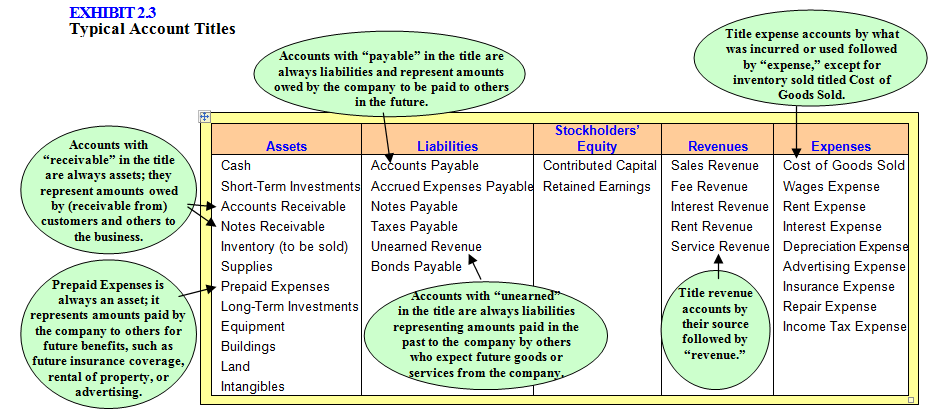 EXHIBIT 2.3
Typical Account Titles
Accounts with “payable” in the title are
always liabilities and represent amounts
owed by the company to be paid to others
in the future.
Title expense accounts by what
was incurred or used followed
by “expense,” except for
inventory sold titled Cost of
Goods Sold.
Accounts with
“receivable” in the title
are always assets; they
represent amounts owed
by (receivable from)
customers and others to
the business.
Prepaid Expenses is
always an asset; it
represents amounts paid by
the company to others for
future benefits, such as
future insurance coverage,
rental of property, or
advertising.
Assets
Cash
Short-Term Investments
Accounts Receivable
Notes Receivable
Inventory (to be sold)
Supplies
Prepaid Expenses
Long-Term Investments
Equipment
Buildings
Land
Intangibles
Liabilities
Accounts Payable
Accrued Expenses Payable
Notes Payable
Taxes Payable
Unearned Revenue
Bonds Payable
Accounts with “unearned”
in the title are always liabilities
representing amounts paid in the
past to the company by others
who expect future goods or
services from the company.
Stockholders’
Equity
Contributed Capital
Retained Earnings
Revenues
Sales Revenue
Fee Revenue
Interest Revenue
Rent Revenue
Service Revenue
Title revenue
accounts by
their source
followed by
“revenue.”
Expenses
Cost of Goods Sold
Wages Expense
Rent Expense
Interest Expense
Depreciation Expense
Advertising Expense
Insurance Expense
Repair Expense
Income Tax Expense